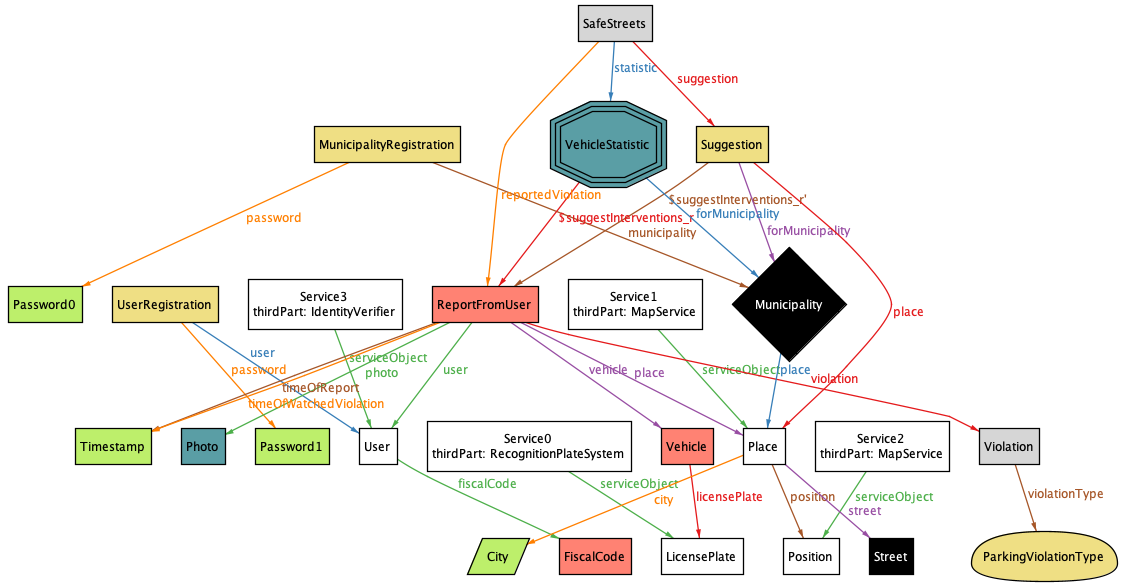 SafeStreets
statistic
suggestion
MunicipalityRegistration
VehicleStatistic
Suggestion
reportedViolation
$suggestInterventions_r'
forMunicipality
password
$suggestInterventions_r
municipality
forMunicipality
Password0
UserRegistration
Service3
thirdPart: IdentityVerifier
ReportFromUser
Service1
thirdPart: MapService
Municipality
place
user
password
serviceObject
photo
user
vehicle
place
serviceObject
place
violation
timeOfReport
timeOfWatchedViolation
Timestamp
Photo
Password1
User
Service0
thirdPart: RecognitionPlateSystem
Vehicle
Place
Service2
thirdPart: MapService
Violation
fiscalCode
serviceObject
city
licensePlate
position
serviceObject
street
violationType
City
FiscalCode
LicensePlate
Position
Street
ParkingViolationType